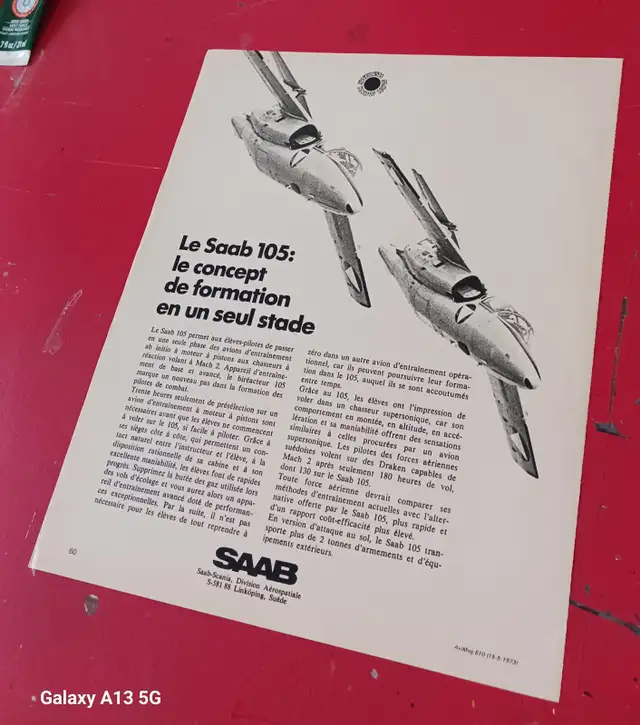 Le Saab 105:
le concept
de formation
en un seul stade
Le Saab 105 permet aux élèves-pilotes de passer
en une seule phase des avions d'entraînement
ab initio à moteur à pistons aux chasseurs à
réaction volant à Mach 2. Appareil d'entraîne-
ment de base et avancé, le biréacteur 105
marque un nouveau pas dans la formation des
pilotes de combat.
Trente heures seulement de présélection sur un
avion d'entraînement à moteur à pistons sont
nécessaires avant que les élèves ne commencent
à voler sur le 105, si facile à piloter. Grâce à
ses sièges côte à côte, qui permettent un con-
tact naturel entre l'instructeur et l'élève, à la
disposition rationnelle de sa cabine et à son
excellente maniabilité, les élèves font de rapides
progrès. Supprimez la butée des gaz utilisée lors
des vols d'écolage et vous aurez alors un appa-
reil d'entraînement avancé doté de performan-
ces exceptionnelles. Par la suite, il n'est pas
nécessaire pour les élèves de tout reprendre à
zéro dans un autre avion d'entraînement opéra-
tionnel, car ils peuvent poursuivre leur forma-
tion dans le 105, auquel ils se sont accoutumés
entre temps.
Grâce au 105, les élèves ont l'impression de
voler dans un chasseur supersonique, car son
comportement en montée, en altitude, en accé-
lération et sa maniabilité offrent des sensations
similaires à celles procurées par un avion
supersonique. Les pilotes des forces aériennes
suédoises volent sur des Draken capables de
Mach 2 après seulement 180 heures de vol,
dont 130 sur le Saab 105.
Toute force aérienne devrait comparer ses
méthodes d'entraînement actuelles avec l'alter-
native offerte par le Saab 105, plus rapide et
d'un rapport coût-efficacité plus élevé.
En version d'attaque au sol, le Saab 105 tran-
sporte plus de 2 tonnes d'armements et d'équ-
ipements extérieurs.
60
SAAB
Saab-Scania, Division Aérospatiale
S-581 88 Linköping, Suède
AviMag 610 (15-5-1973)
Galaxy A13 5G